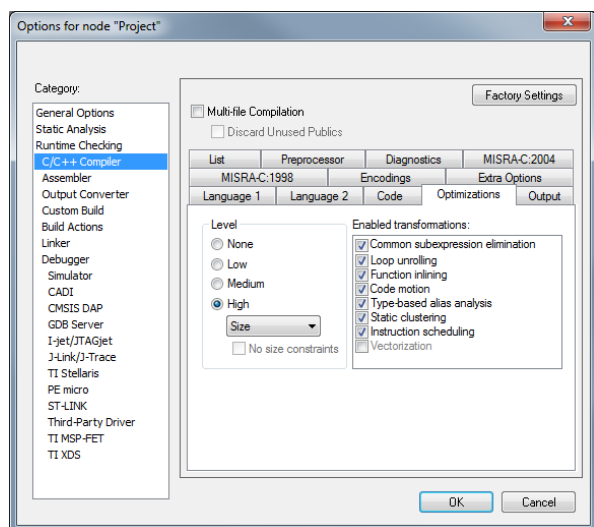 Options for node "Project"
Category:
General Options
Static Analysis
Runtime Checking
C/C++ Compiler
Assembler
Output Converter
Custom Build
Build Actions
Linker
Debugger
Simulator
CADI
CMSIS DAP
GDB Server
I-jet/JTAGjet
J-Link/J-Trace
TI Stellaris
PE micro
ST-LINK
Third-Party Driver
TI MSP-FET
TI XDS
Factory Settings
Multi-file Compilation
Discard Unused Publics
List Preprocessor Diagnostics MISRA-C:2004
MISRA-C:1998 Encodings Extra Options
Language 1 Language 2 Code Optimizations Output
Level
None
Low
Medium
High
Size
No size constraints
Enabled transformations:
Common subexpression elimination
Loop unrolling
Function inlining
Code motion
Type-based alias analysis
Static clustering
Instruction scheduling
Vectorization
OK Cancel